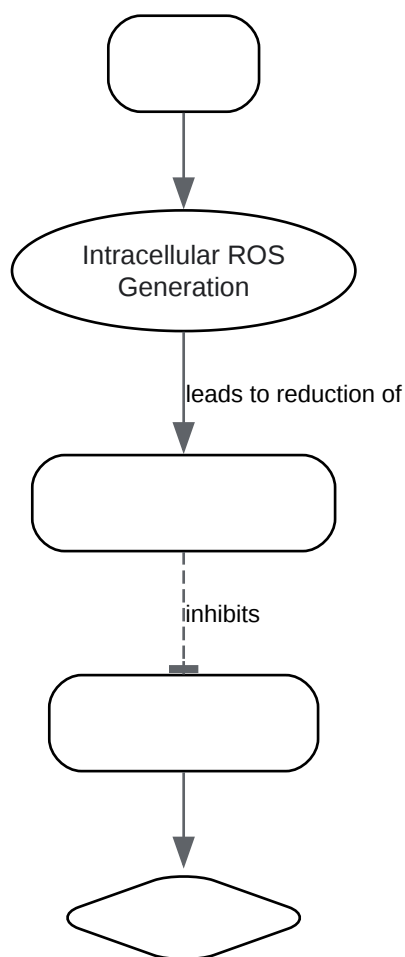 Intracellular ROS
Generation
leads to reduction of
inhibits